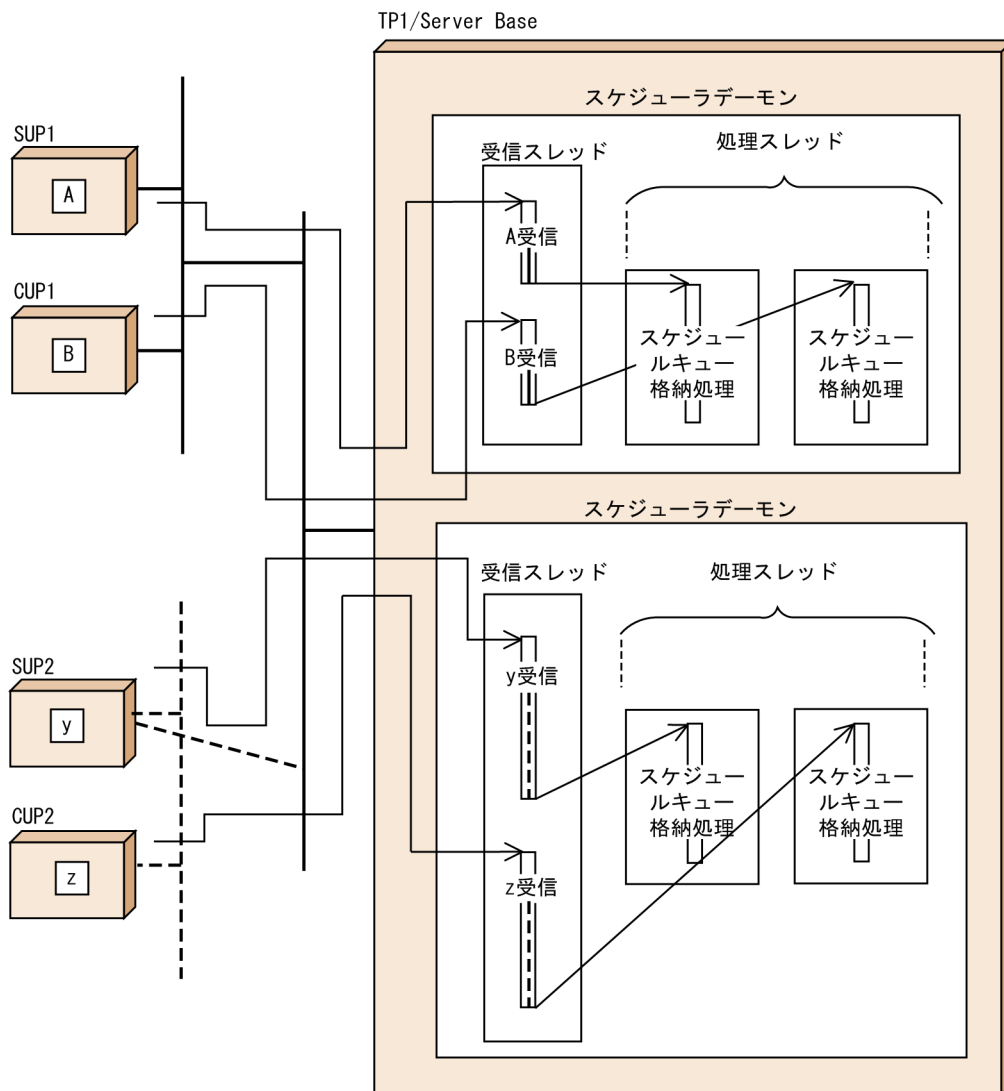 TP1/Server Base
スケジューラデーモン
SUP1
A
受信スレッド
処理スレッド
A受信
CUP1
B
B受信
スケジュー
ルキュー
格納処理
スケジュー
ルキュー
格納処理
スケジューラデーモン
受信スレッド
処理スレッド
SUP2
y
y受信
スケジュー
ルキュー
格納処理
スケジュー
ルキュー
格納処理
CUP2
z
z受信